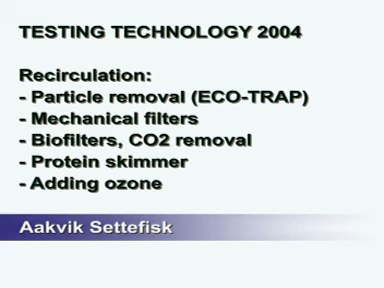 TESTING TECHNOLOGY 2004
Recirculation:
- Particle removal (ECO-TRAP)
- Mechanical filters
- Biofilters, CO2 removal
- Protein skimmer
- Adding ozone
Aakvik Settefisk